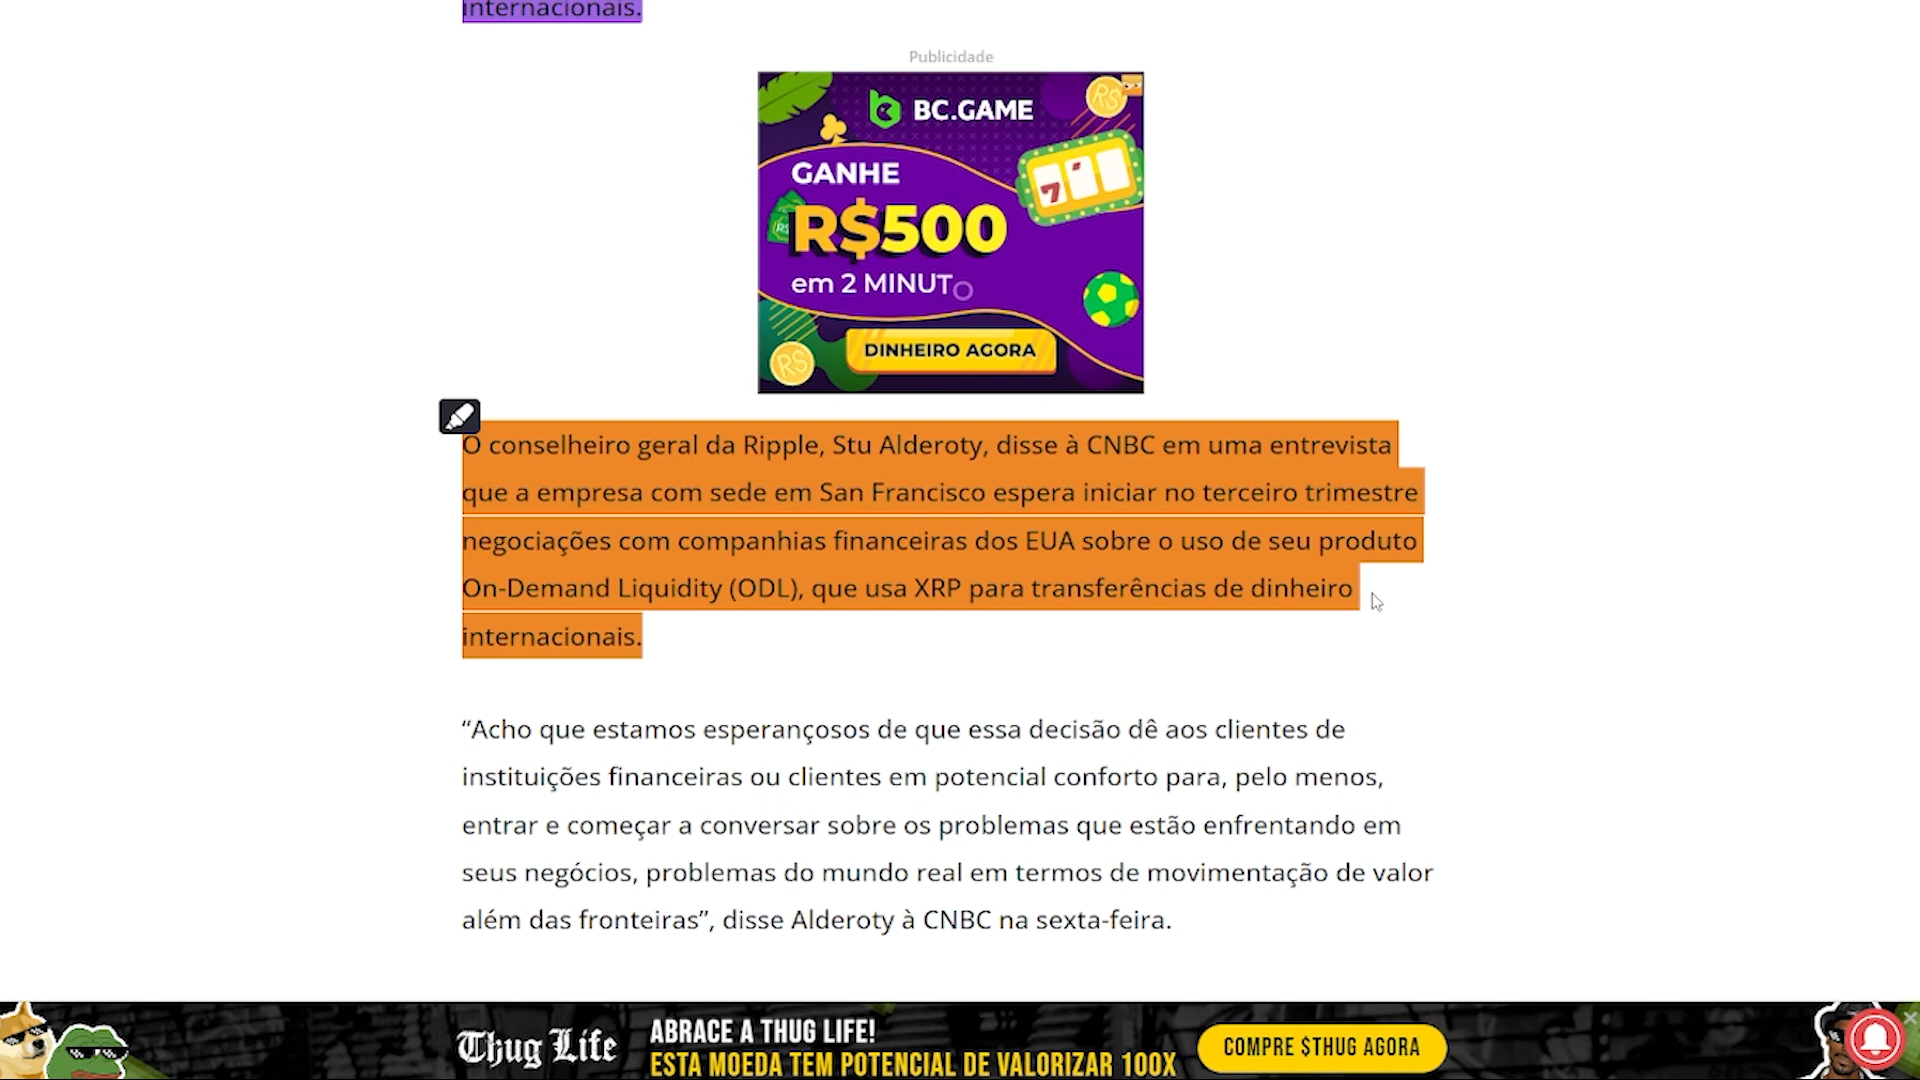 internacionais.
Publicidade
BC.GAME
GANHE
R$500
em 2 MINUTO
DINHEIRO AGORA
O conselheiro geral da Ripple, Stu Alderoty, disse à CNBC em uma entrevista
que a empresa com sede em San Francisco espera iniciar no terceiro trimestre
negociações com companhias financeiras dos EUA sobre o uso de seu produto
On-Demand Liquidity (ODL), que usa XRP para transferências de dinheiro
internacionais.
“Acho que estamos esperançosos de que essa decisão dê aos clientes de
instituições financeiras ou clientes em potencial conforto para, pelo menos,
entrar e começar a conversar sobre os problemas que estão enfrentando em
seus negócios, problemas do mundo real em termos de movimentação de valor
além das fronteiras”, disse Alderoty à CNBC na sexta-feira.
Thug Life
ABRACE A THUG LIFE!
ESTA MOEDA TEM POTENCIAL DE VALORIZAR 100X
COMPRE $THUG AGORA